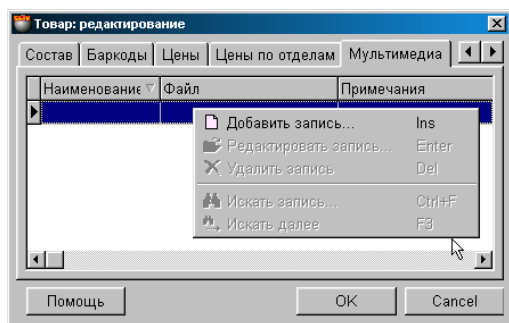 Товар: редактирование
Состав Баркоды Цены Цены по отделам Мультимедиа
Наименование Файл Примечания
Добавить запись... Ins
Редактировать запись... Enter
Удалить запись Del
Искать запись... Ctrl+F
Искать далее F3
Помощь OK Cancel